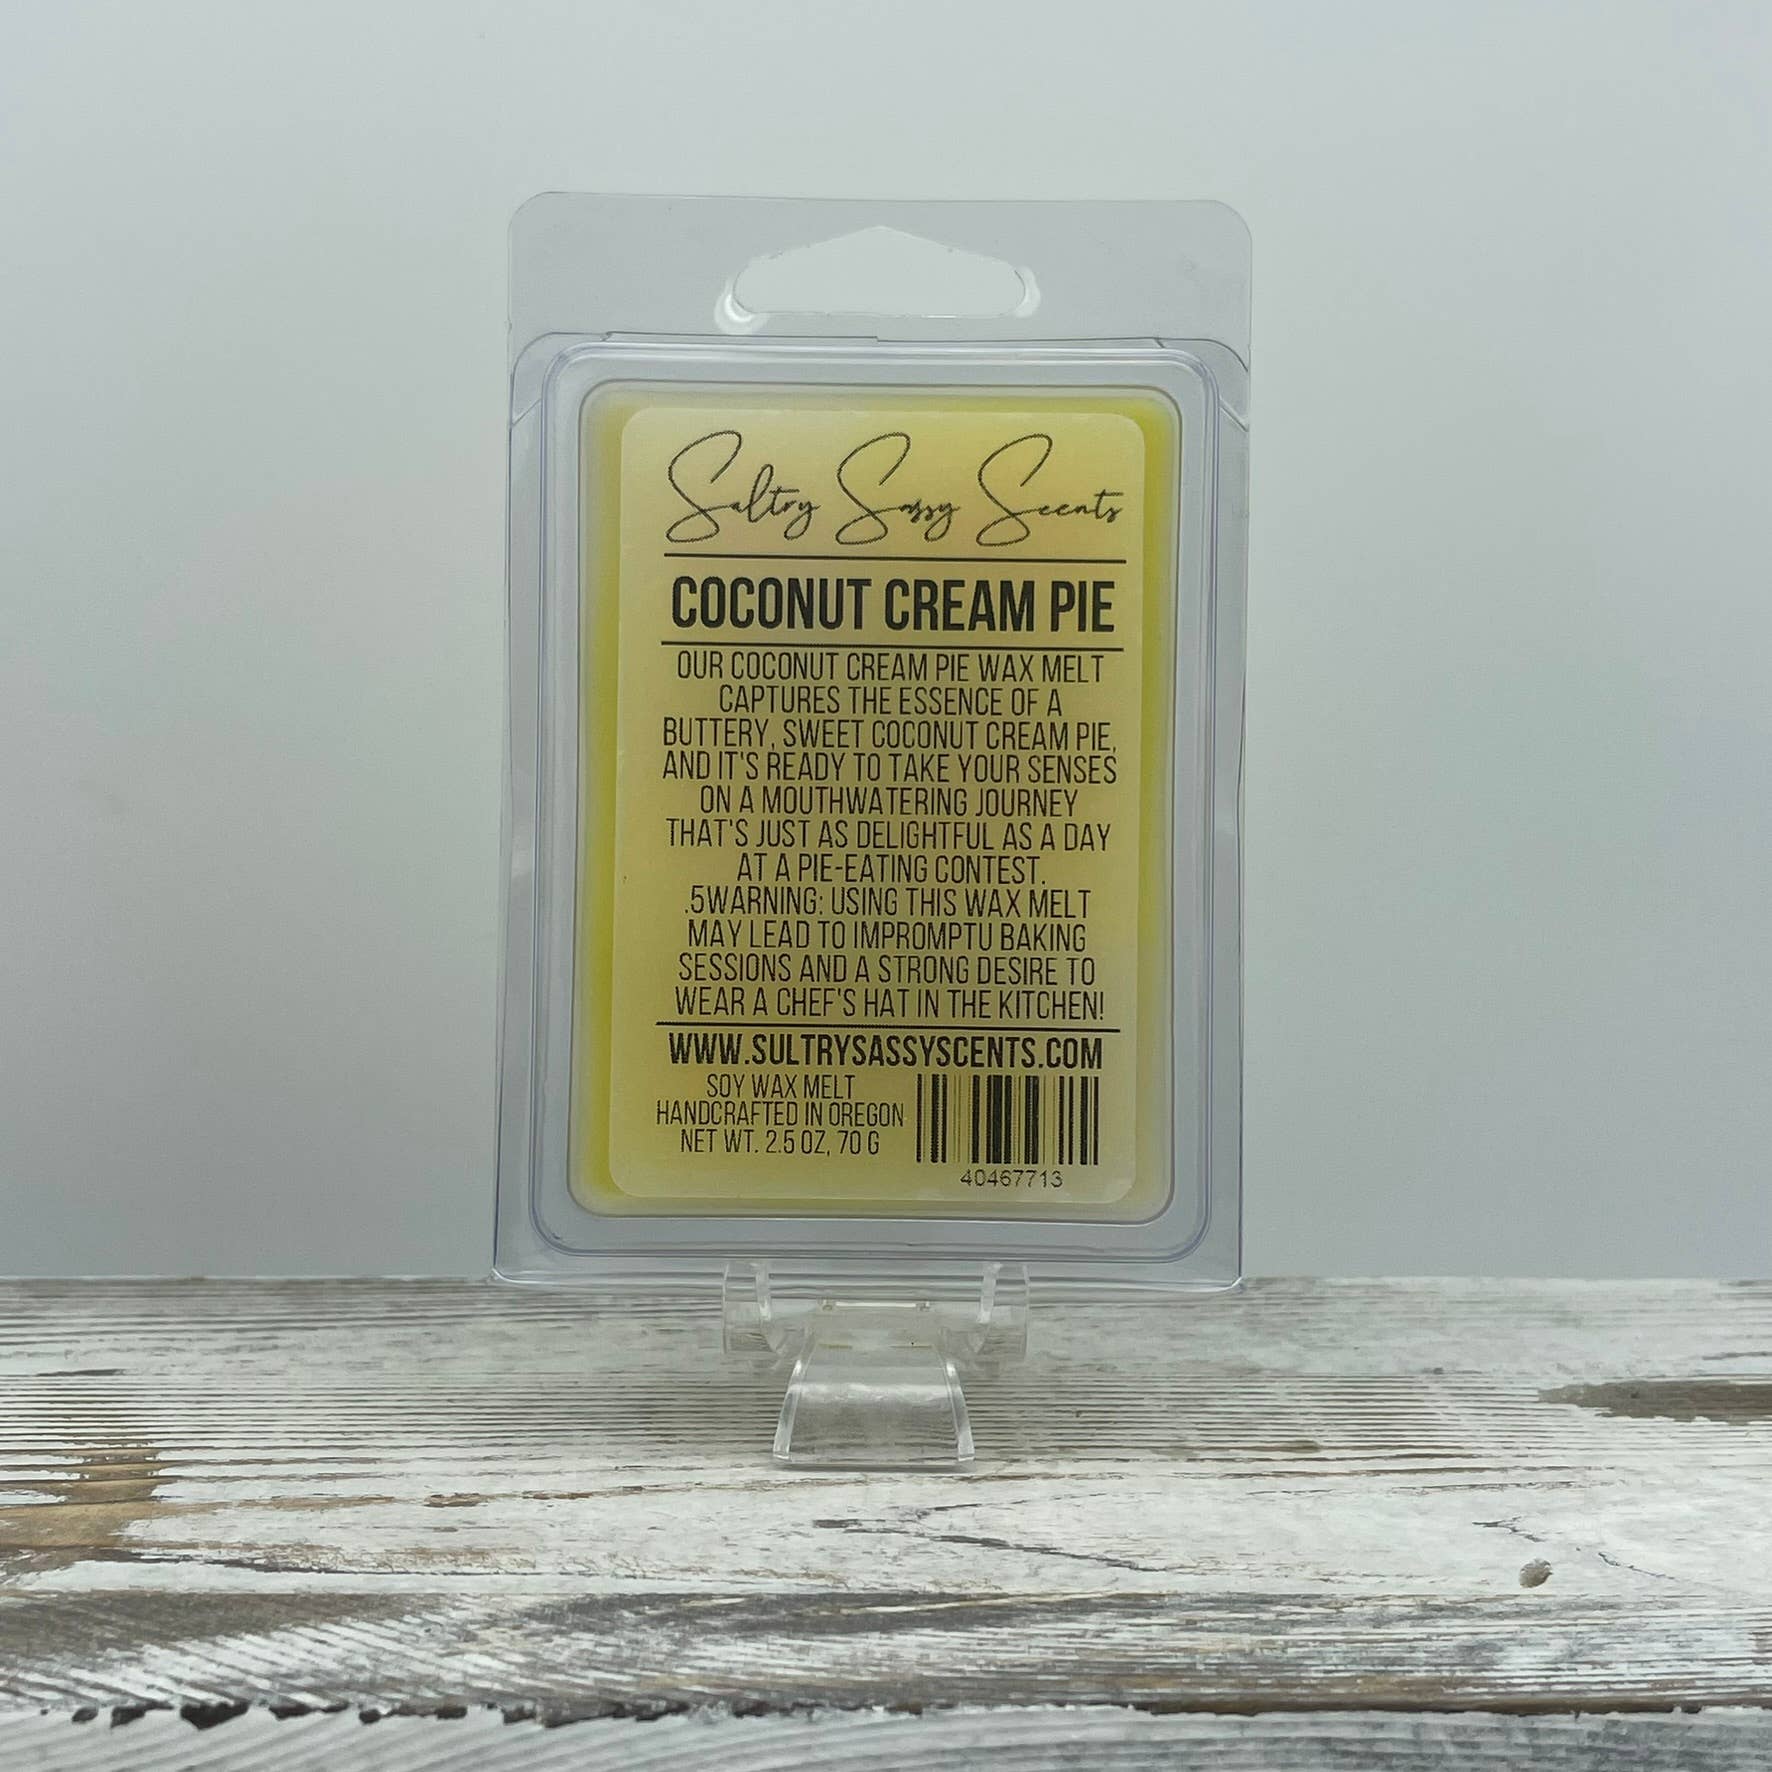 Sultry Sassy Scents
COCONUT CREAM PIE
OUR COCONUT CREAM PIE WAX MELT
CAPTURES THE ESSENCE OF A
BUTTERY, SWEET COCONUT CREAM PIE,
AND IT'S READY TO TAKE YOUR SENSES
ON A MOUTHWATERING JOURNEY
THAT'S JUST AS DELIGHTFUL AS A DAY
AT A PIE-EATING CONTEST.
.5WARNING: USING THIS WAX MELT
MAY LEAD TO IMPROMPTU BAKING
SESSIONS AND A STRONG DESIRE TO
WEAR A CHEF'S HAT IN THE KITCHEN!
WWW.SULTRYSASSYSCENTS.COM
SOY WAX MELT
HANDCRAFTED IN OREGON
NET WT. 2.5 OZ, 70 G
40467713